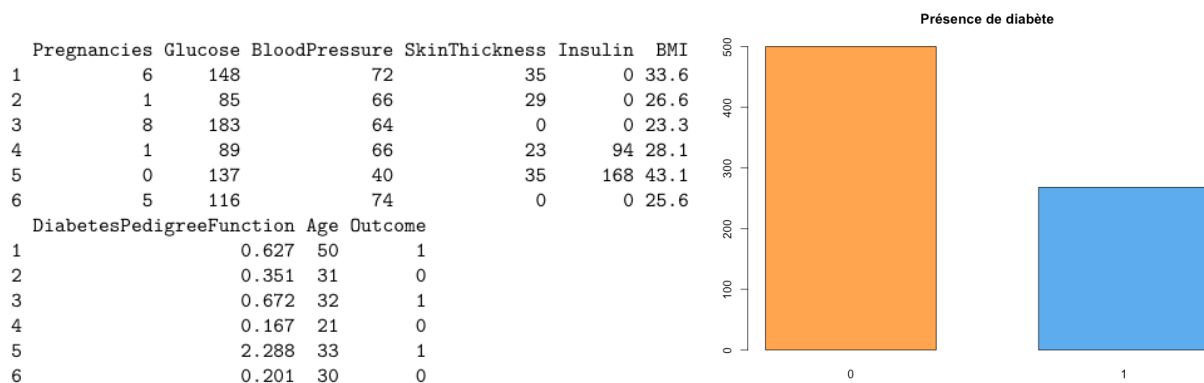 Pregnancies Glucose BloodPressure SkinThickness Insulin BMI
1 6 148 72 35 0 33.6
2 1 85 66 29 0 26.6
3 8 183 64 0 0 23.3
4 1 89 66 23 94 28.1
5 0 137 40 35 168 43.1
6 5 116 74 0 0 25.6
DiabetesPedigreeFunction Age Outcome
1 0.627 50 1
2 0.351 31 0
3 0.672 32 1
4 0.167 21 0
5 2.288 33 1
6 0.201 30 0
Présence de diabète
500
400
300
200
100
0
0 1